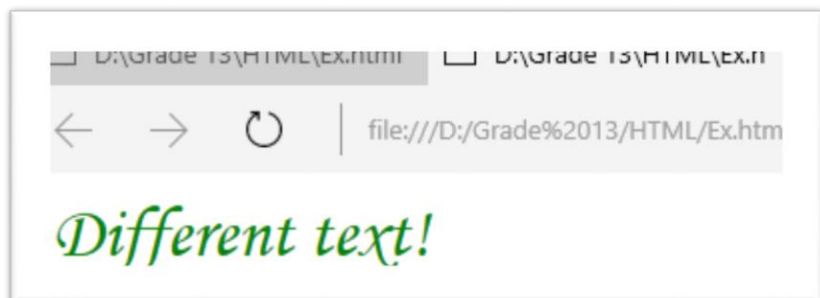 D:\Grade 13\HTML\Ex.html D:\Grade 13\HTML\Ex.h
file:///D:/Grade%2013/HTML/Ex.htm
Different text!